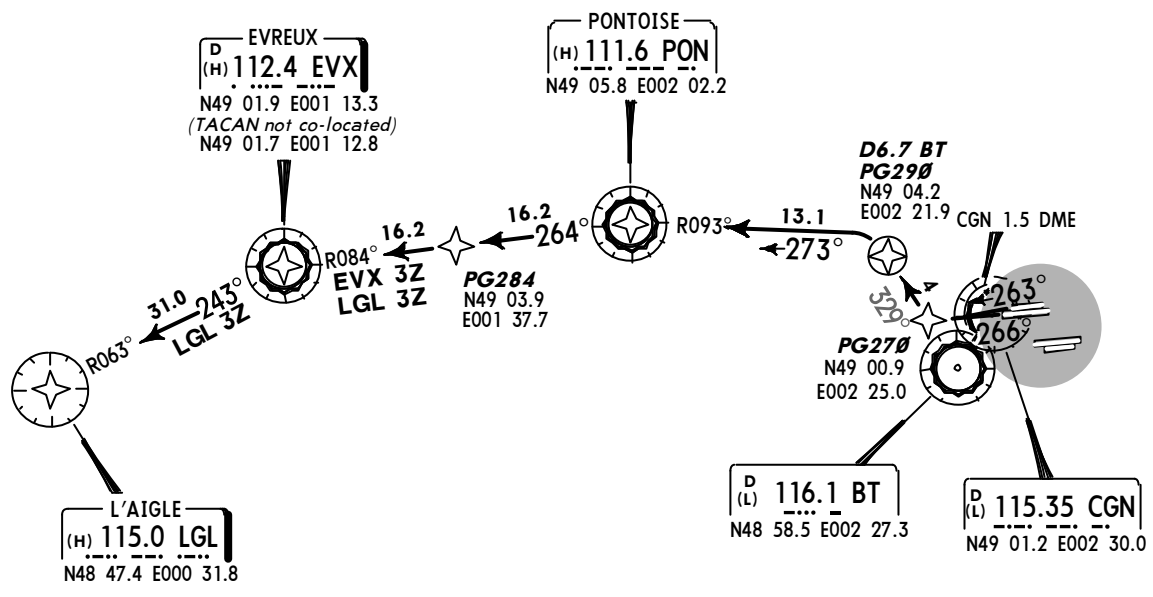 PONTOISE
(H) 111.6 PON
N49 05.8 E002 02.2
EVREUX
D
(H) 112.4 EVX
N49 01.9 E001 13.3
(TACAN not co-located)
N49 01.7 E001 12.8
D6.7 BT
PG29Ø
N49 04.2
E002 21.9
CGN 1.5 DME
13.1
R093°
273°
16.2
264°
16.2
R084°
EVX 3Z
LGL 3Z
PG284
N49 03.9
E001 37.7
4
329°
263°
266°
PG27Ø
N49 00.9
E002 25.0
31.0
243°
LGL 3Z
R063°
D
(L) 116.1 BT
N48 58.5 E002 27.3
D
(L) 115.35 CGN
N49 01.2 E002 30.0
L'AIGLE
(H) 115.0 LGL
N48 47.4 E000 31.8